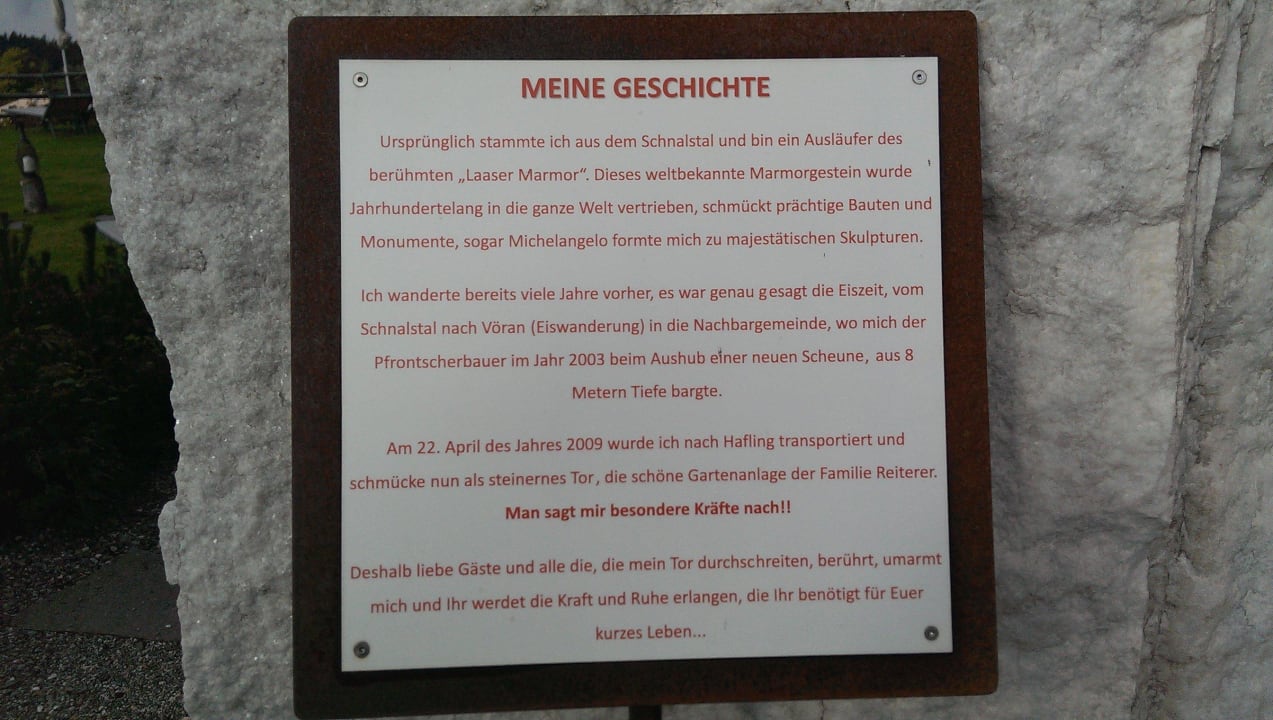 MEINE GESCHICHTE
Ursprünglich stammte ich aus dem Schnalstal und bin ein Ausläufer des
berühmten „Laaser Marmor“. Dieses weltbekannte Marmorgestein wurde
Jahrhundertelang in die ganze Welt vertrieben, schmückt prächtige Bauten und
Monumente, sogar Michelangelo formte mich zu majestätischen Skulpturen.
Ich wanderte bereits viele Jahre vorher, es war genau gesagt die Eiszeit, vom
Schnalstal nach Vöran (Eiswanderung) in die Nachbargemeinde, wo mich der
Pfrontscherbauer im Jahr 2003 beim Aushub einer neuen Scheune, aus 8
Metern Tiefe bargte.
Am 22. April des Jahres 2009 wurde ich nach Hafling transportiert und
schmücke nun als steinernes Tor, die schöne Gartenanlage der Familie Reiterer.
Man sagt mir besondere Kräfte nach!!
Deshalb liebe Gäste und alle die, die mein Tor durchschreiten, berührt, umarmt
mich und Ihr werdet die Kraft und Ruhe erlangen, die Ihr benötigt für Euer
kurzes Leben...